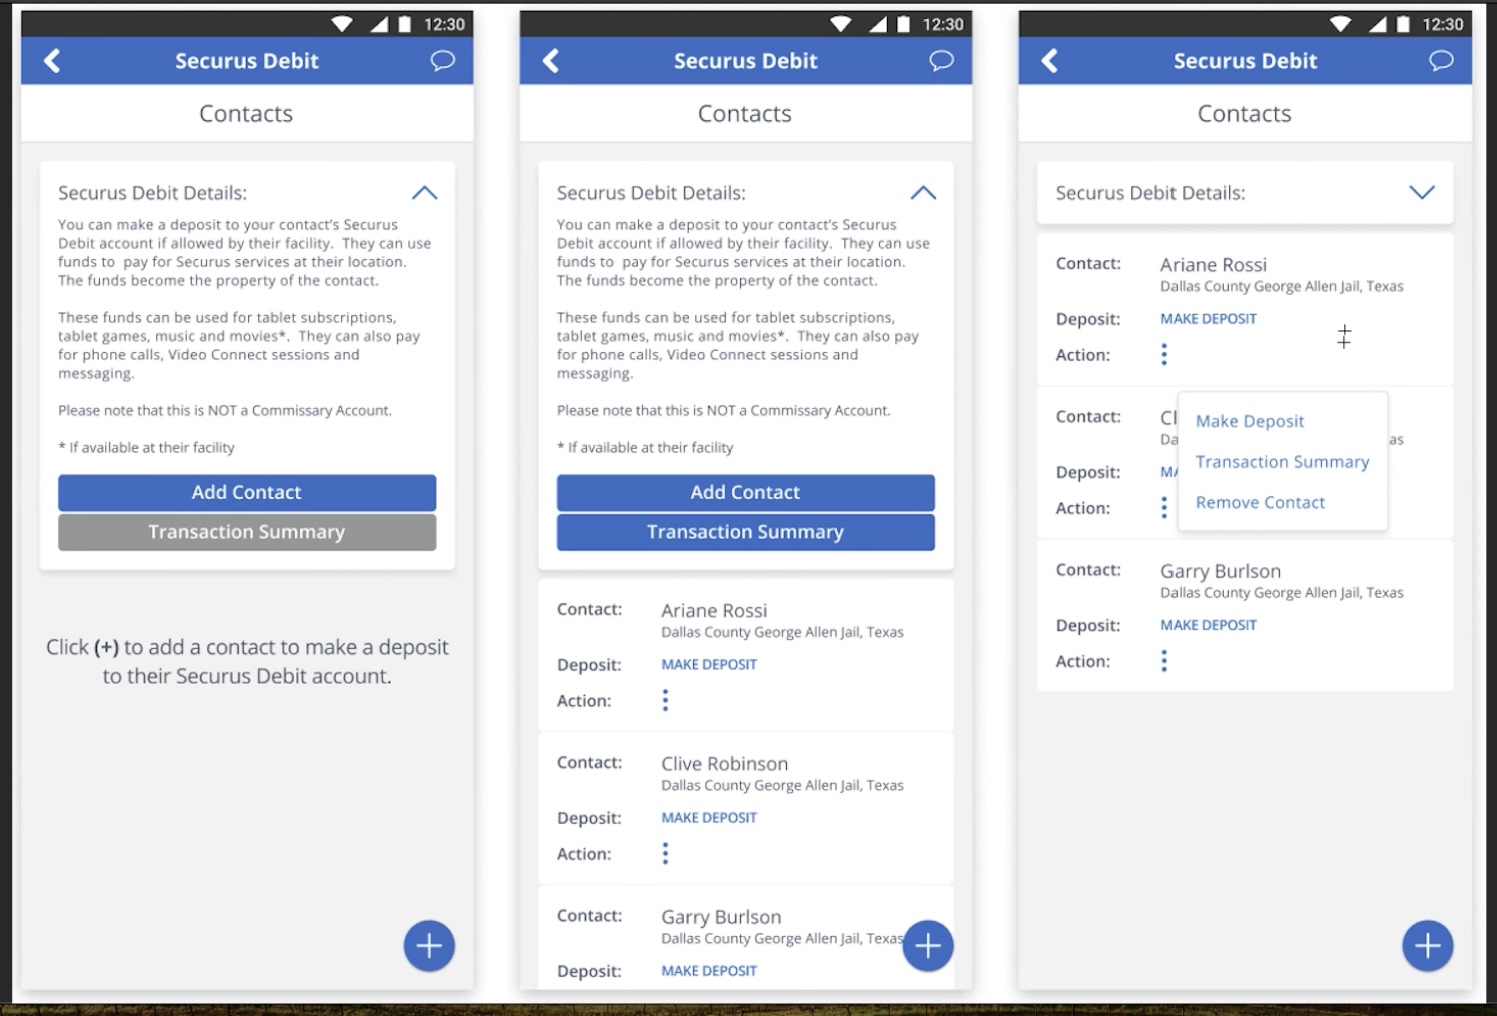 12:30
Securus Debit
Contacts
Securus Debit Details:
You can make a deposit to your contact's Securus
Debit account if allowed by their facility.  They can use
funds to  pay for Securus services at their location.
The funds become the property of the contact.
These funds can be used for tablet subscriptions,
tablet games, music and movies*.  They can also pay
for phone calls, Video Connect sessions and
messaging.
Please note that this is NOT a Commissary Account.
* If available at their facility
Add Contact
Transaction Summary
Click (+) to add a contact to make a deposit
to their Securus Debit account.
12:30
Securus Debit
Contacts
Securus Debit Details:
You can make a deposit to your contact's Securus
Debit account if allowed by their facility.  They can use
funds to  pay for Securus services at their location.
The funds become the property of the contact.
These funds can be used for tablet subscriptions,
tablet games, music and movies*.  They can also pay
for phone calls, Video Connect sessions and
messaging.
Please note that this is NOT a Commissary Account.
* If available at their facility
Add Contact
Transaction Summary
Contact: Ariane Rossi
Dallas County George Allen Jail, Texas
Deposit: MAKE DEPOSIT
Action:
Contact: Clive Robinson
Dallas County George Allen Jail, Texas
Deposit: MAKE DEPOSIT
Action:
Contact: Garry Burlson
Dallas County George Allen Jail, Texas
Deposit: MAKE DEPOSIT
12:30
Securus Debit
Contacts
Securus Debit Details:
Contact: Ariane Rossi
Dallas County George Allen Jail, Texas
Deposit: MAKE DEPOSIT
Action:
Contact: Cl
Da as
Deposit: MA
Action:
Make Deposit
Transaction Summary
Remove Contact
Contact: Garry Burlson
Dallas County George Allen Jail, Texas
Deposit: MAKE DEPOSIT
Action: